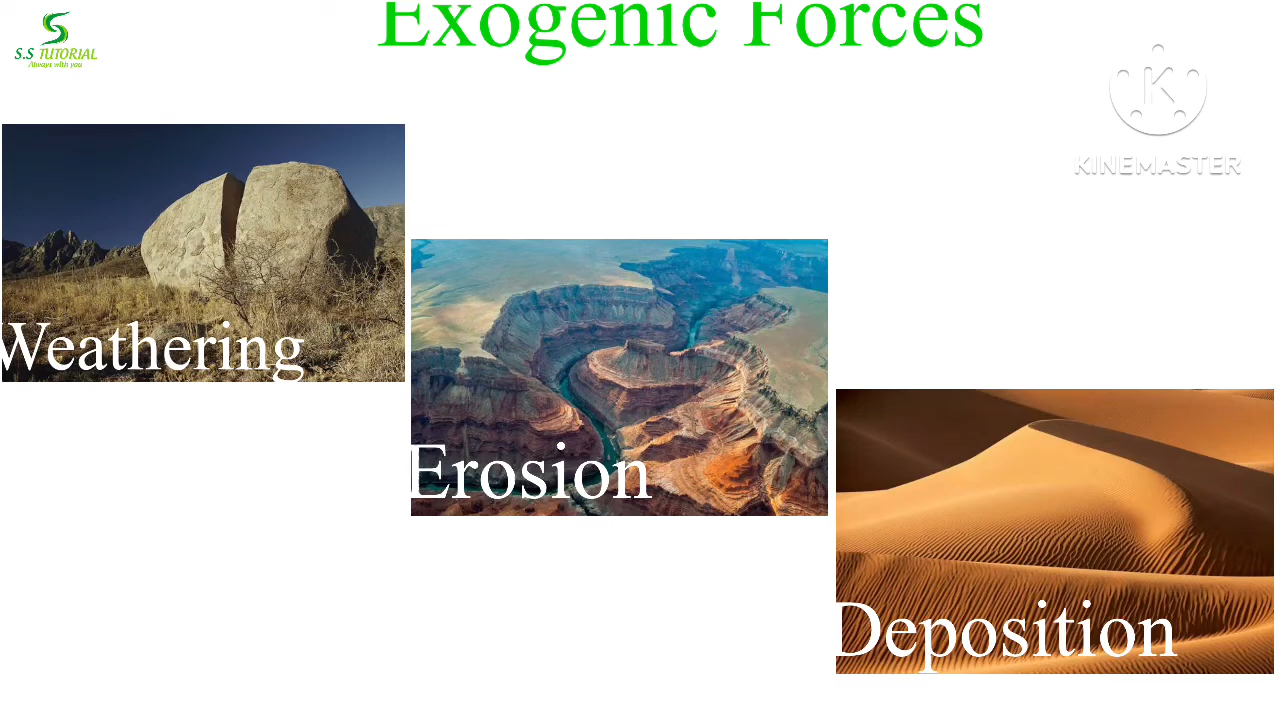 Exogenic Forces
S.S TUTORIAL
Always with you
K
KINEMASTER
Weathering
Erosion
Deposition